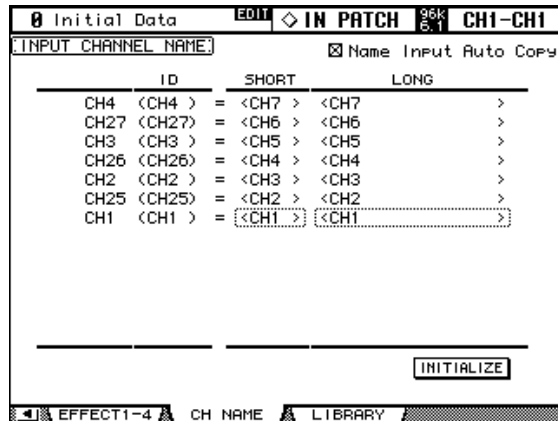 0 Initial Data EDIT ◇ IN PATCH 96k 6.1 CH1-CH1
INPUT CHANNEL NAME
☒ Name Input Auto Copy
ID SHORT LONG
CH4 (CH4 ) = <CH7 > <CH7 >
CH27 (CH27) = <CH6 > <CH6 >
CH3 (CH3 ) = <CH5 > <CH5 >
CH26 (CH26) = <CH4 > <CH4 >
CH2 (CH2 ) = <CH3 > <CH3 >
CH25 (CH25) = <CH2 > <CH2 >
CH1 (CH1 ) = <CH1 > <CH1 >
INITIALIZE
EFFECT1-4 CH NAME LIBRARY